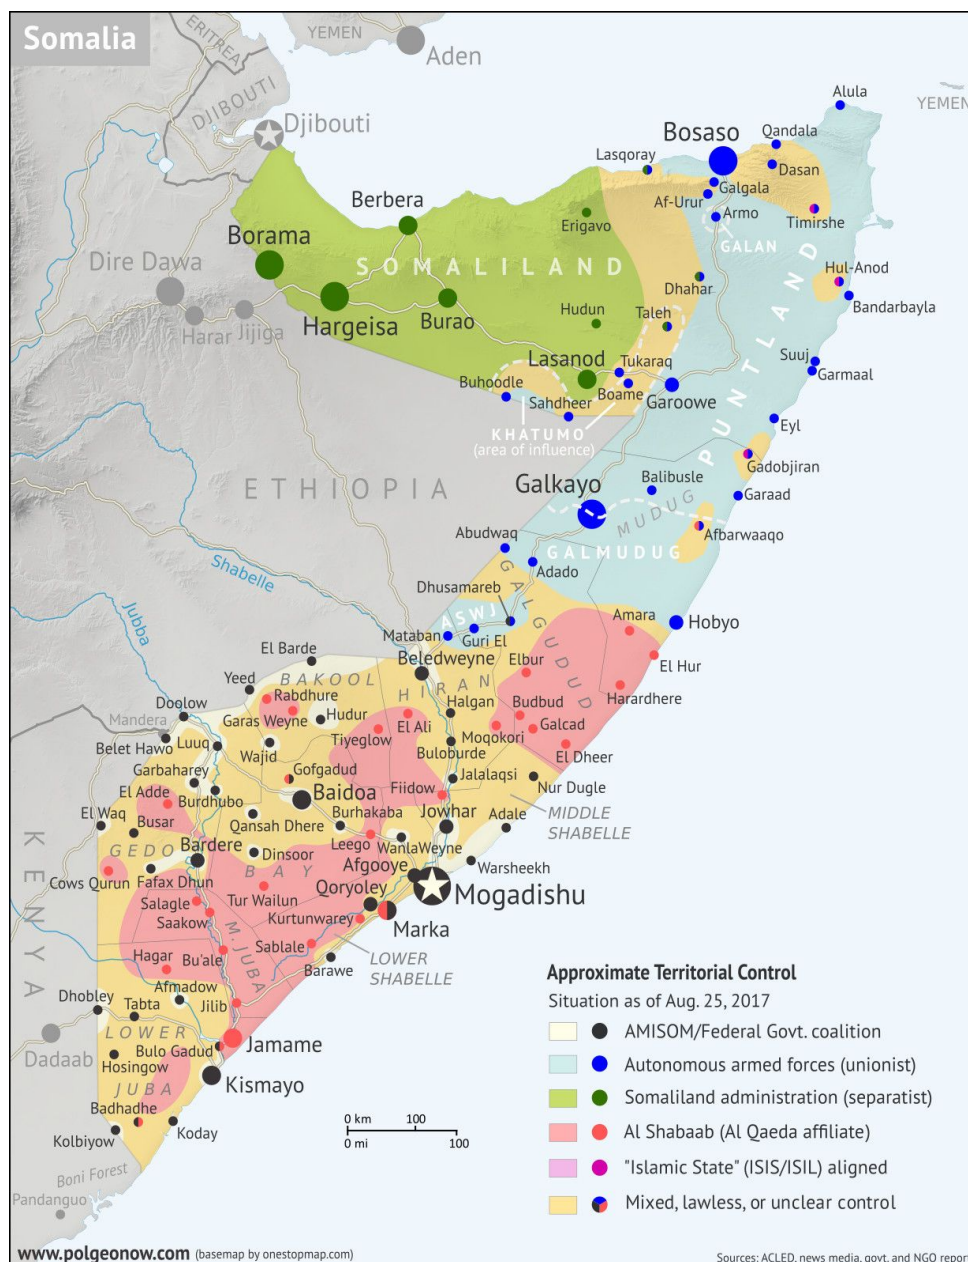 Somalia
YEMEN
Aden
ERITREA
DJIBOUTI
Djibouti
YEMEN
Alula
Bosaso
Qandala
Lasqoray
Dasan
Galgala
Af-Urur
Berbera
Armo
Timirshe
Erigavo
GALAN
Borama
SOMALILAND
Dire Dawa
Hul-Anod
Dhahar
Bandarbayla
Hargeisa
Burao
Hudun
Taleh
Harar
Jijiga
PUNTLAND
Suuj
Garmaal
Lasanod
Tukaraq
Buhoodle
Boame
Garoowe
Sahdheer
Eyl
KHATUMO
(area of influence)
Gadobjiran
ETHIOPIA
Galkayo
Balibusle
Garaad
MUDUG
Afbarwaaqo
Abudwaq
GALMUDUG
Shabelle
Adado
Dhusamareb
GALGUDUD
Jubba
ASWJ
Amara
Hobyo
Mataban
Guri El
El Barde
Beledweyne
Elbur
El Hur
Yeed
BAKOOL
HIRAN
Rabdhure
Harardhere
Doolow
Garas Weyne
Hudur
El Ali
Halgan
Budbud
Mandera
Tiyeglow
Moqokori
Galcad
Belet Hawo
Luuq
Wajid
Buloburde
El Dheer
Garbaharey
Gofgadud
Jalalaqsi
Nur Dugle
El Adde
Burdhubo
Baidoa
Fiidow
El Waq
Busar
Qansah Dhere
Burhakaba
Jowhar
Adale
MIDDLE
SHABELLE
GEDO
Bardere
Dinsoor
Leego
WanlaWeyne
BAY
Afgooye
Warsheekh
Cows Qurun
Fafax Dhun
Tur Wailun
Qoryoley
Mogadishu
Salagle
Saakow
Kurtunwarey
Marka
KENYA
M. JUBA
Sablale
LOWER
SHABELLE
Hagar
Bu'ale
Barawe
Afmadow
Dhobley
Tabta
Jilib
LOWER
Dadaab
Bulo Gadud
Jamame
Hosingow
JUBA
Kismayo
Badhadhe
Kolbiyow
Koday
Boni Forest
Pandanguo
0 km 100
0 mi 100
Approximate Territorial Control
Situation as of Aug. 25, 2017
AMISOM/Federal Govt. coalition
Autonomous armed forces (unionist)
Somaliland administration (separatist)
Al Shabaab (Al Qaeda affiliate)
"Islamic State" (ISIS/ISIL) aligned
Mixed, lawless, or unclear control
www.polgeonow.com (basemap by onestopmap.com)
Sources: ACLED, news media, govt. and NGO report